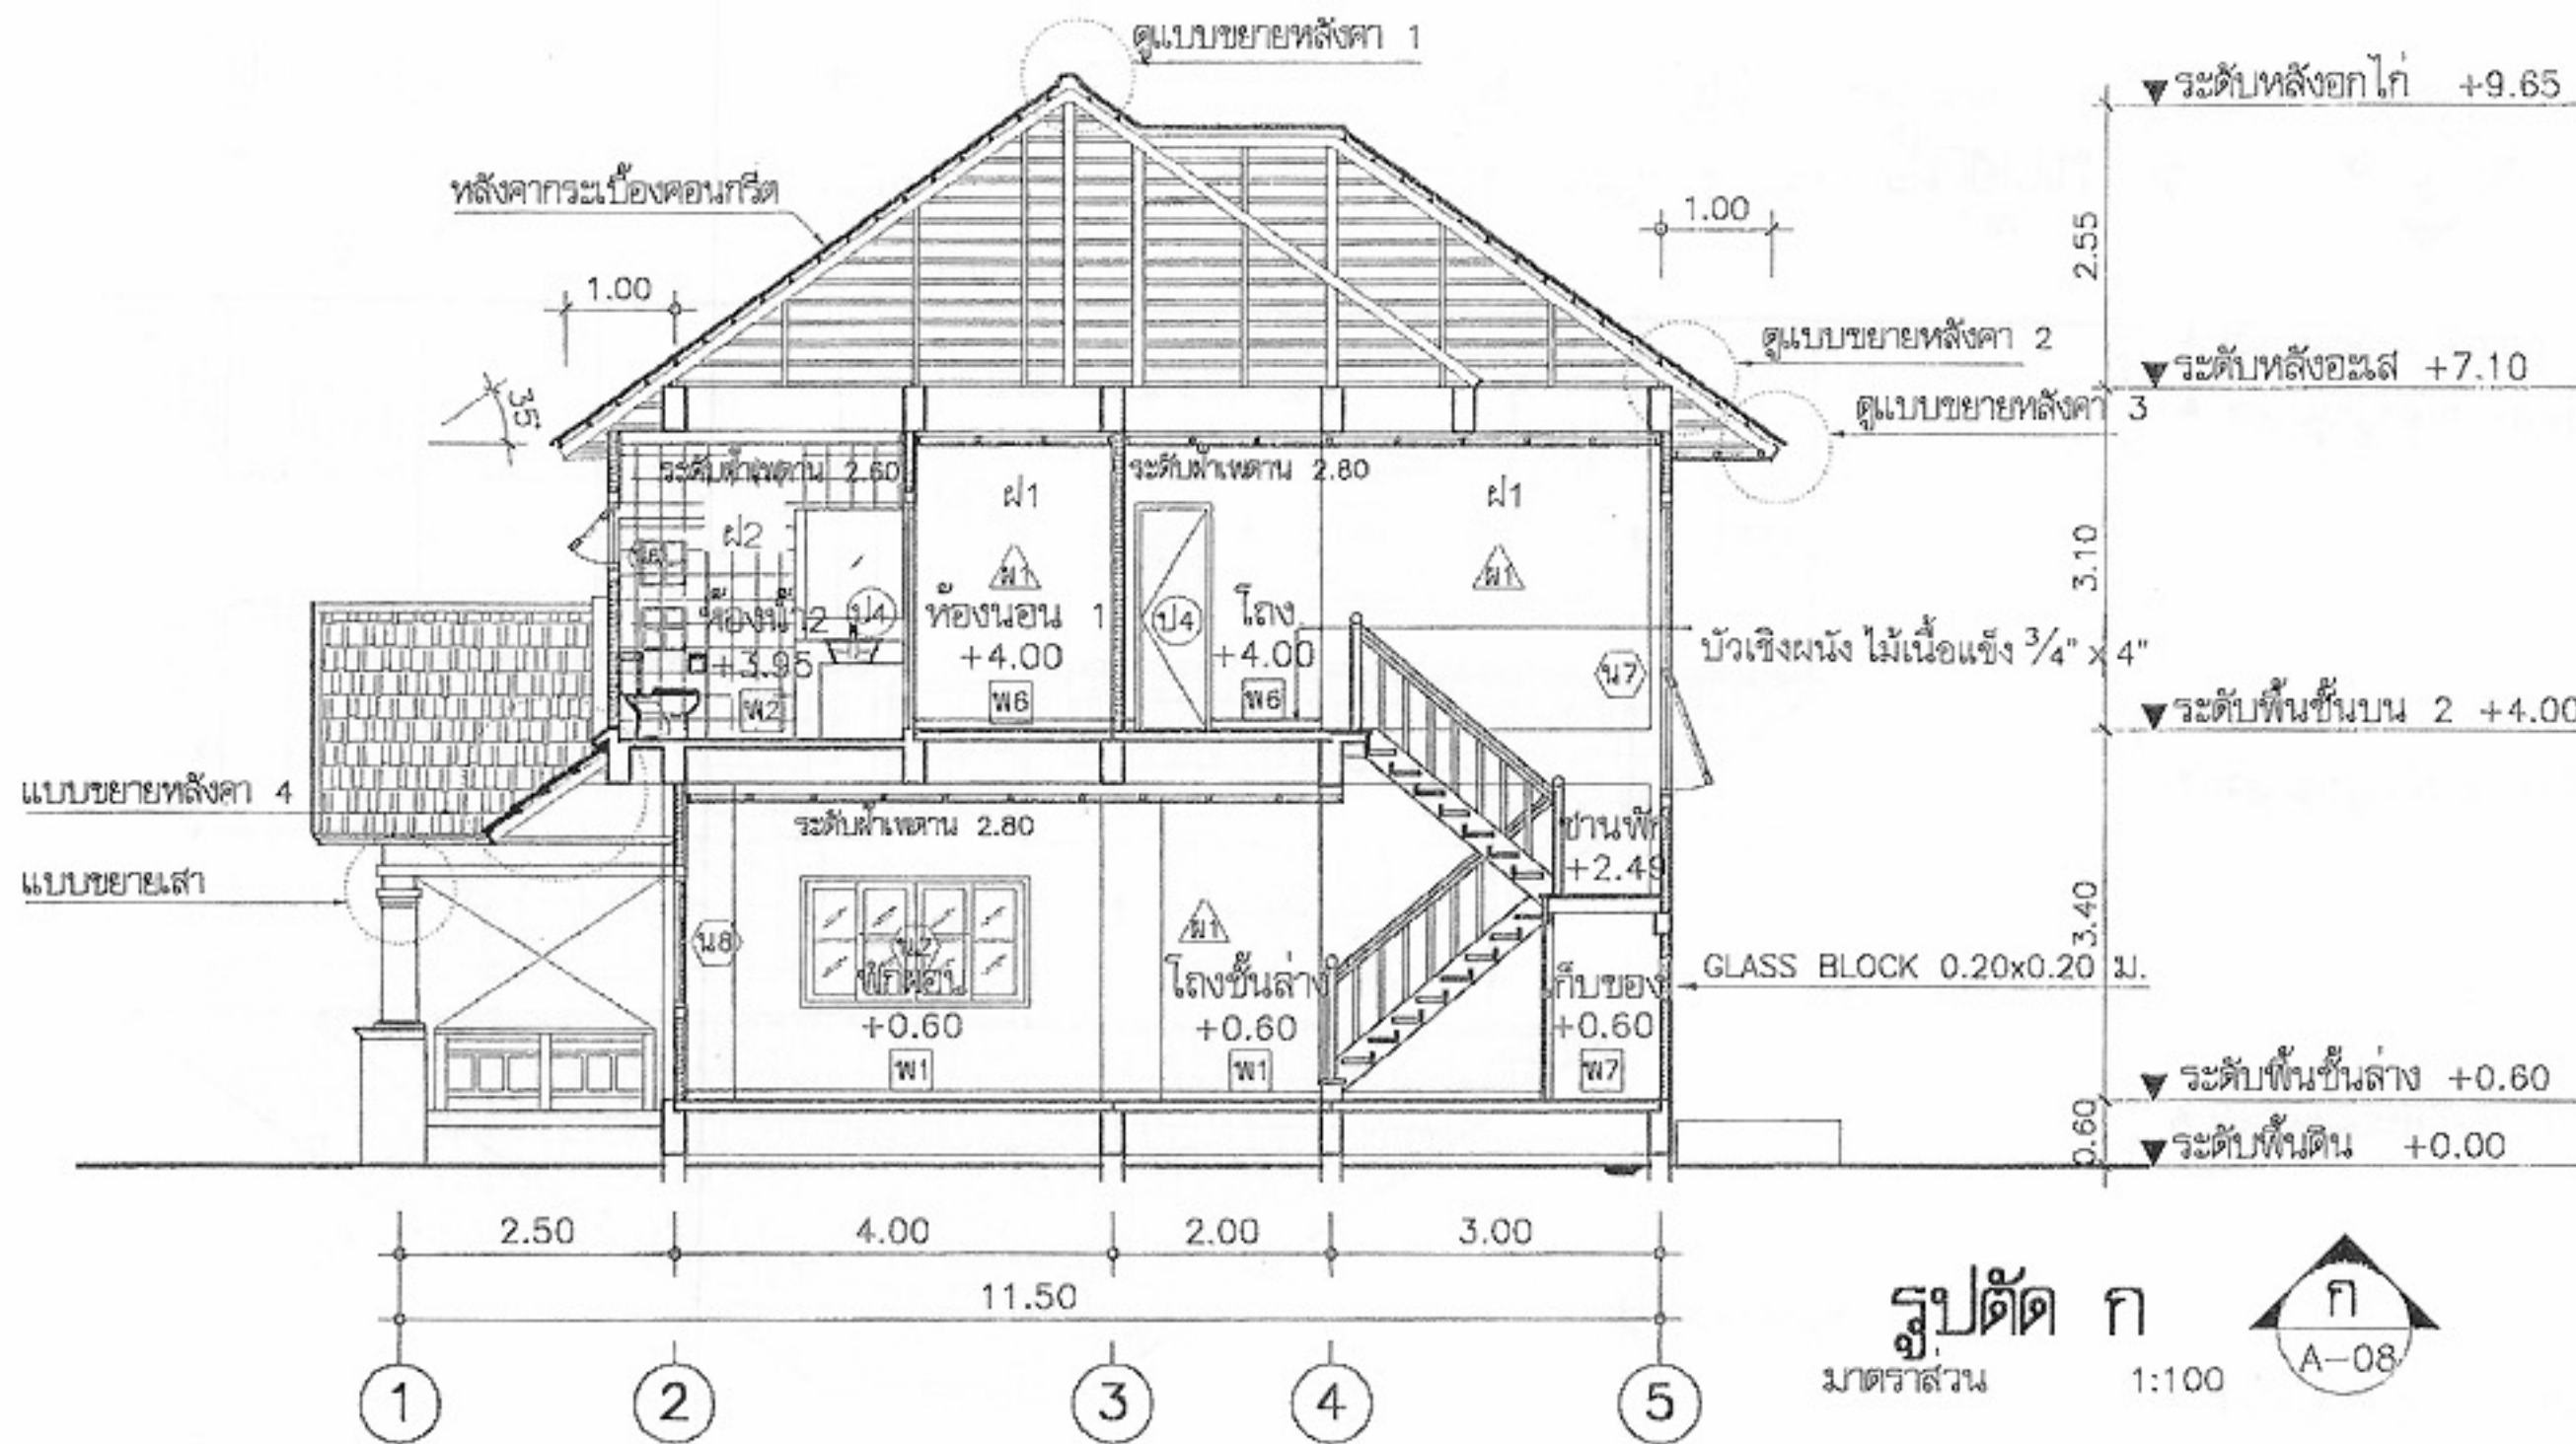 ดูแบบขยายหลังคา 1
ระดับหลังอกไก่ +9.65
หลังคากระเบื้องคอนกรีต
1.00
2.55
1.00
ดูแบบขยายหลังคา 2
ระดับหลังอะเส +7.10
35°
ดูแบบขยายหลังคา 3
ระดับฝ้าเพดาน 2.60
ระดับฝ้าเพดาน 2.80
ฝ1
ฝ1
ฝ2
ผ1
ผ1
3.10
น6
ห้องน้ำ2
ป4
ห้องนอน 1
ป4
โถง
+3.95
+4.00
+4.00
บัวเชิงผนัง ไม้เนื้อแข็ง 3/4" x 4"
น7
พ2
พ6
พ6
ระดับพื้นชั้นบน 2 +4.00
แบบขยายหลังคา 4
ระดับฝ้าเพดาน 2.80
ชานพัก
+2.49
แบบขยายเสา
3.40
น8
ผ1
พักผ่อน
โถงชั้นล่าง
GLASS BLOCK 0.20x0.20 ม.
+0.60
+0.60
+0.60
พ1
พ1
พ7
ระดับพื้นชั้นล่าง +0.60
0.60
ระดับพื้นดิน +0.00
2.50
4.00
2.00
3.00
11.50
1
2
3
4
5
รูปตัด ก
มาตราส่วน 1:100
ก
A-08